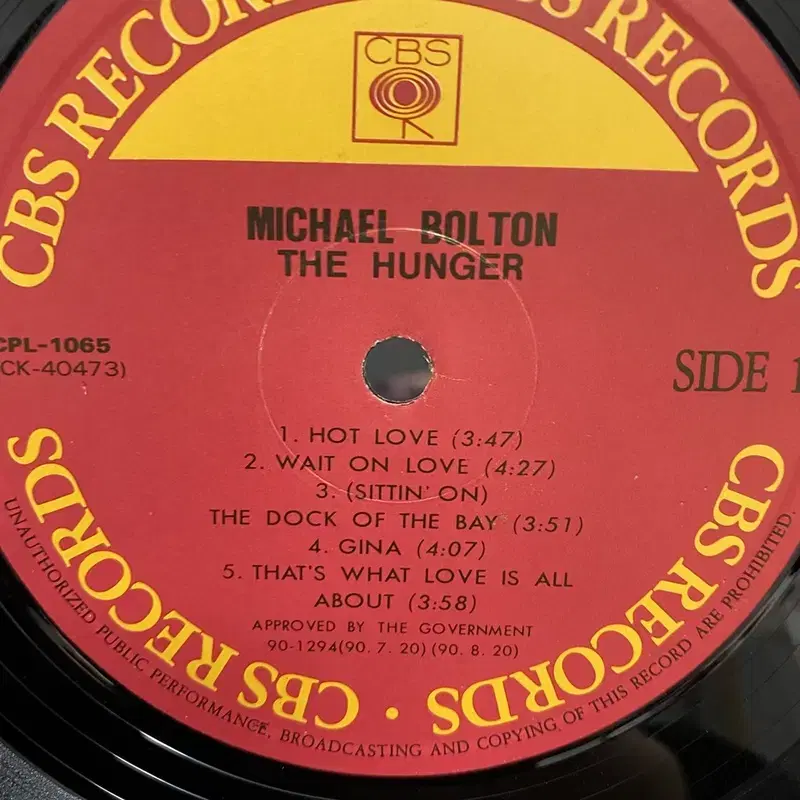 CBS RECORDS
CBS RECORDS
CBS
MICHAEL BOLTON
THE HUNGER
CPL-1065
CK-40473)
SIDE 1
1. HOT LOVE (3:47)
2. WAIT ON LOVE (4:27)
3. (SITTIN' ON)
THE DOCK OF THE BAY (3:51)
4. GINA (4:07)
5. THAT'S WHAT LOVE IS ALL
ABOUT (3:58)
APPROVED BY THE GOVERNMENT
90-1294(90. 7. 20) (90. 8. 20)
CBS RECORDS • CBS RECORDS
CBS RECORDS
UNAUTHORIZED PUBLIC PERFORMANCE, BROADCASTING AND COPYING OF THIS RECORD ARE PROHIBITED.